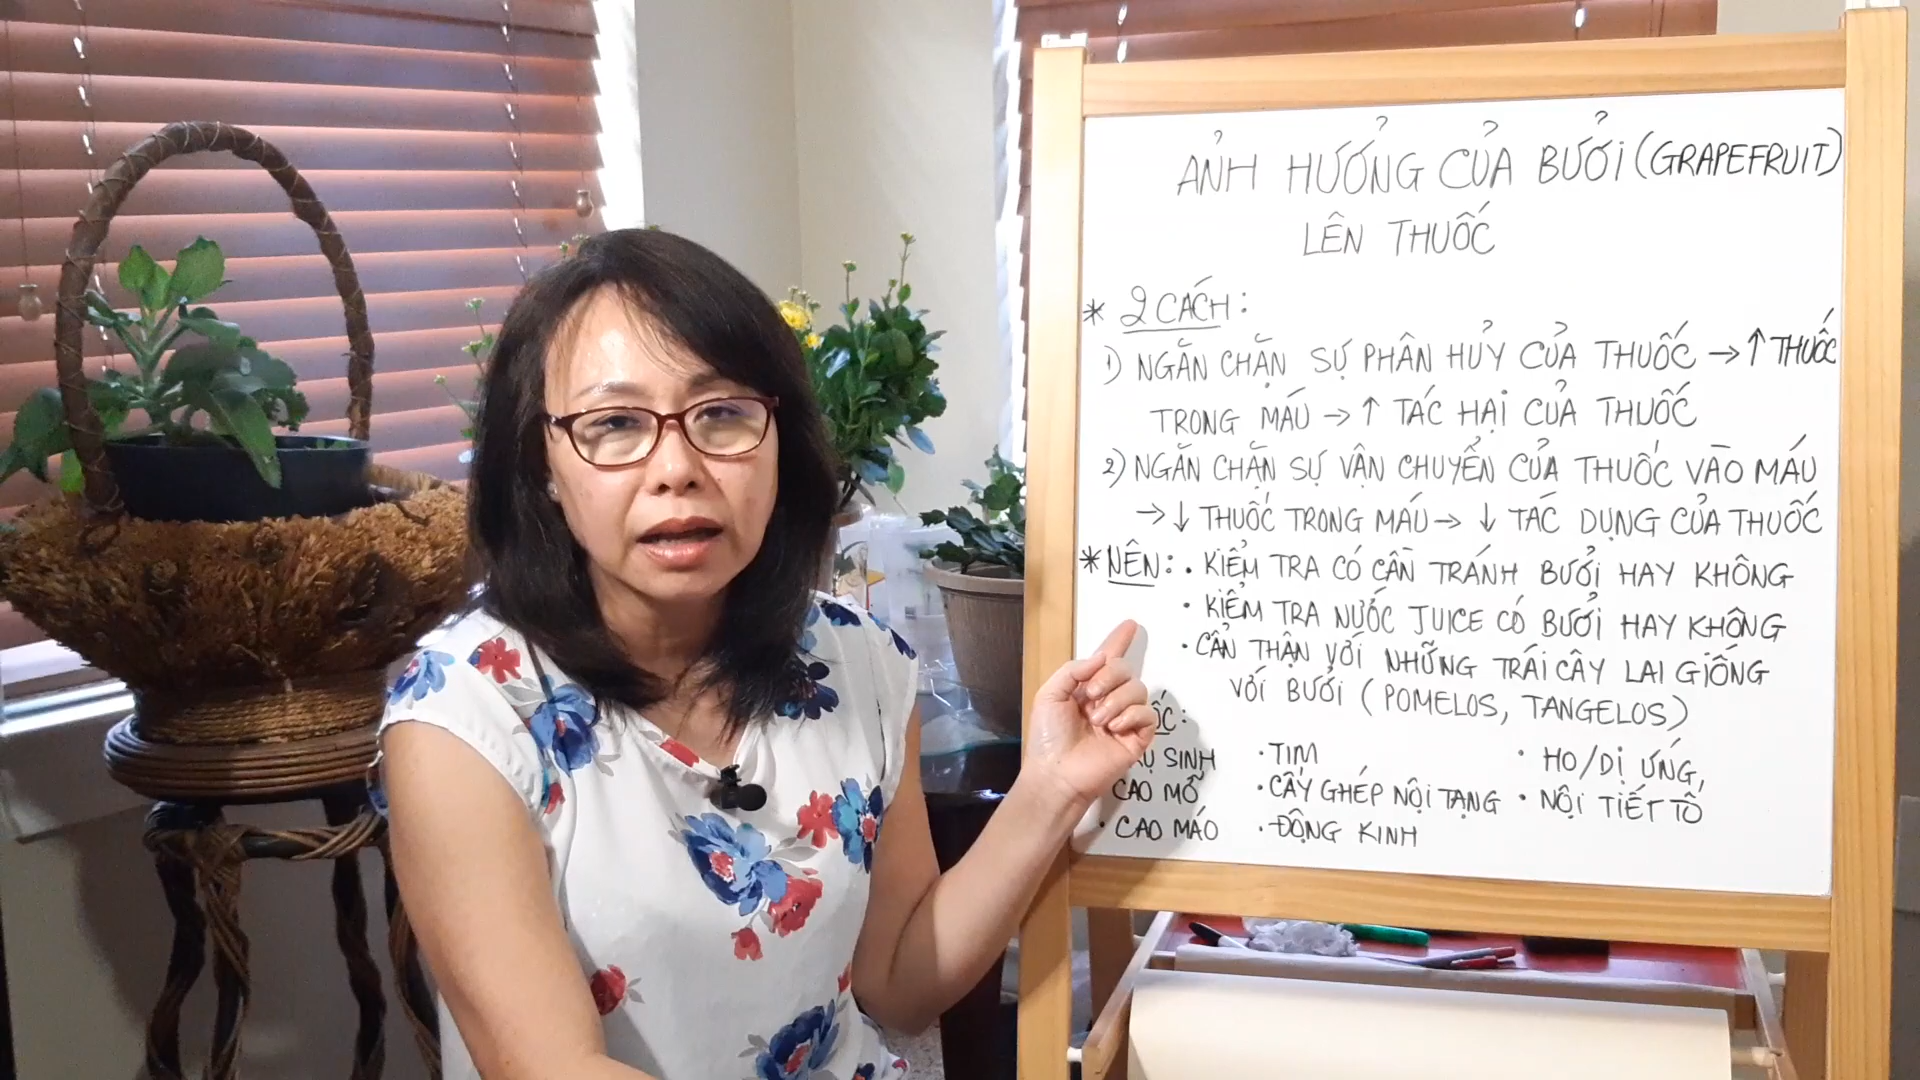 ẢNH HƯỞNG CỦA BƯỞI (GRAPEFRUIT)
LÊN THUỐC
* 2 CÁCH:
1) NGĂN CHẶN SỰ PHÂN HỦY CỦA THUỐC → ↑ THUỐC
TRONG MÁU → ↑ TÁC HẠI CỦA THUỐC
2) NGĂN CHẶN SỰ VẬN CHUYỂN CỦA THUỐC VÀO MÁU
→ ↓ THUỐC TRONG MÁU → ↓ TÁC DỤNG CỦA THUỐC
* NÊN: • KIỂM TRA CÓ CẦN TRÁNH BƯỞI HAY KHÔNG
• KIỂM TRA NƯỚC JUICE CÓ BƯỞI HAY KHÔNG
• CẨN THẬN VỚI NHỮNG TRÁI CÂY LAI GIỐNG
VỚI BƯỞI (POMELOS, TANGELOS)
SINH • TIM • HO/DỊ ỨNG,
CAO MỠ • CẤY GHÉP NỘI TẠNG • NỘI TIẾT TỐ
• CAO MÁO • ĐỘNG KINH